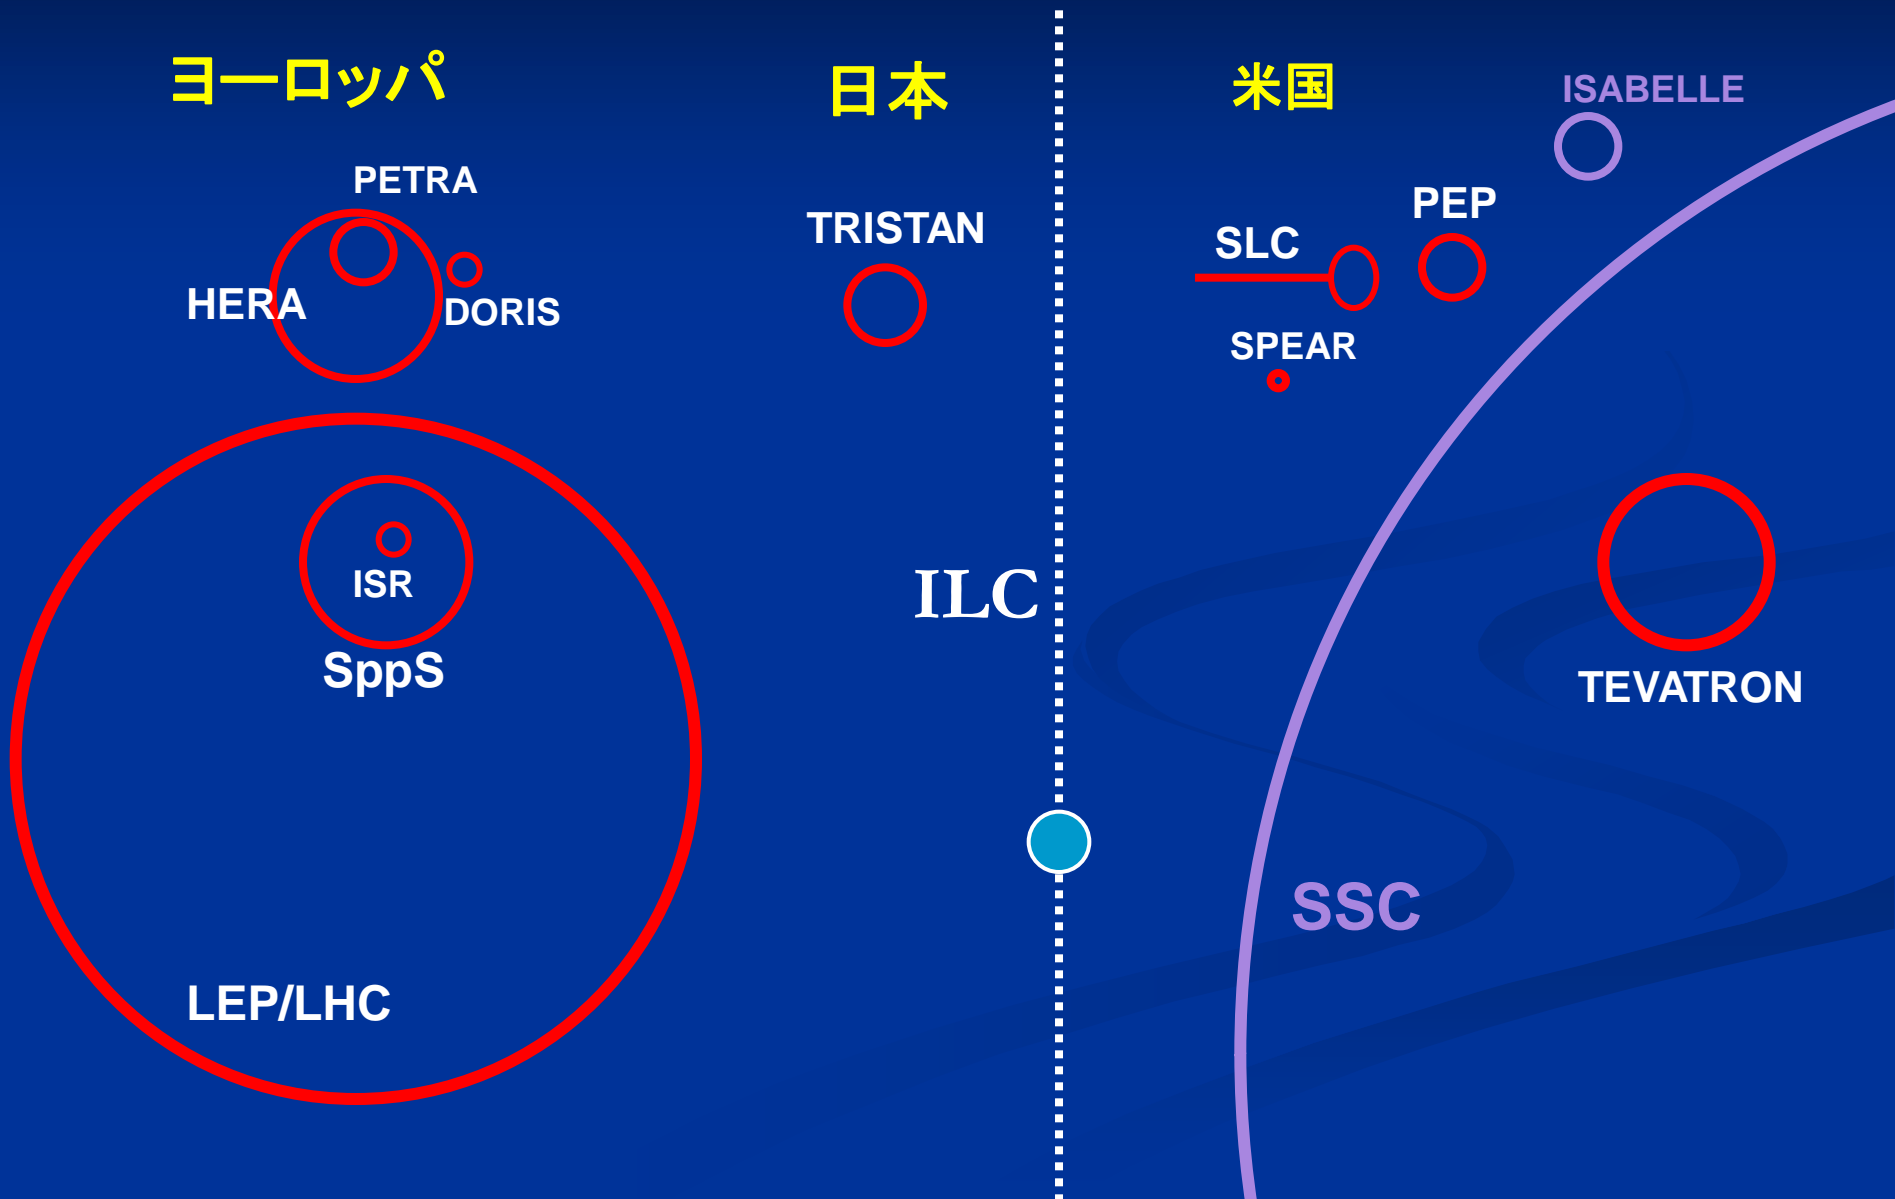 ヨーロッパ
日本
米国
ISABELLE
PETRA
PEP
TRISTAN
SLC
HERA
DORIS
SPEAR
ISR
ILC
SppS
TEVATRON
SSC
LEP/LHC